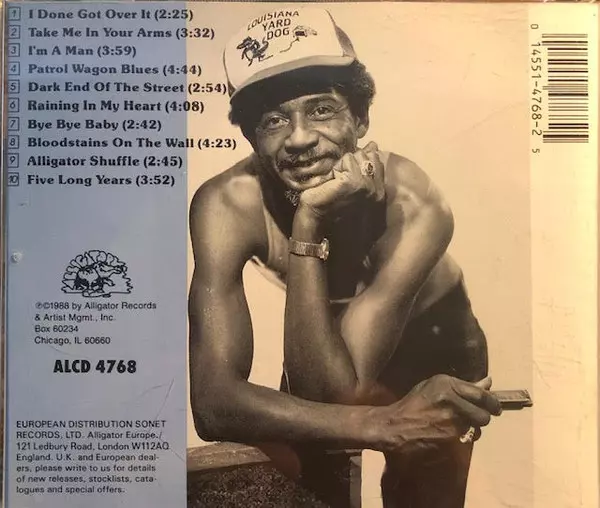 1 I Done Got Over It (2:25)
2 Take Me In Your Arms (3:32)
3 I'm A Man (3:59)
4 Patrol Wagon Blues (4:44)
5 Dark End Of The Street (2:54)
6 Raining In My Heart (4:08)
7 Bye Bye Baby (2:42)
8 Bloodstains On The Wall (4:23)
9 Alligator Shuffle (2:45)
10 Five Long Years (3:52)
LOUISIANA
YARD
DOG
0 14551-4768-2 5
℗©1988 by Alligator Records
& Artist Mgmt., Inc.
Box 60234
Chicago, IL 60660
ALCD 4768
EUROPEAN DISTRIBUTION SONET
RECORDS, LTD. Alligator Europe./
121 Ledbury Road, London W112AQ
England. U.K. and European deal-
ers, please write to us for details
of new releases, stocklists, cata-
logues and special offers.